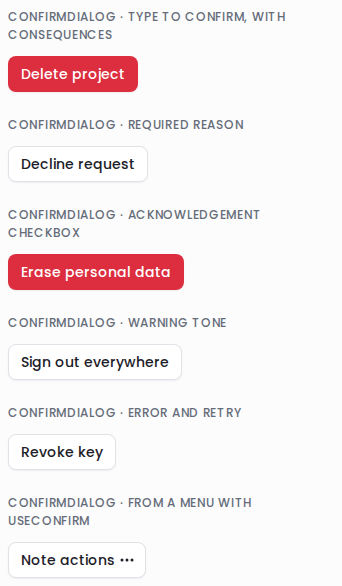 CONFIRMDIALOG · TYPE TO CONFIRM, WITH
CONSEQUENCES
Delete project
CONFIRMDIALOG · REQUIRED REASON
Decline request
CONFIRMDIALOG · ACKNOWLEDGEMENT
CHECKBOX
Erase personal data
CONFIRMDIALOG · WARNING TONE
Sign out everywhere
CONFIRMDIALOG · ERROR AND RETRY
Revoke key
CONFIRMDIALOG · FROM A MENU WITH
USECONFIRM
Note actions •••